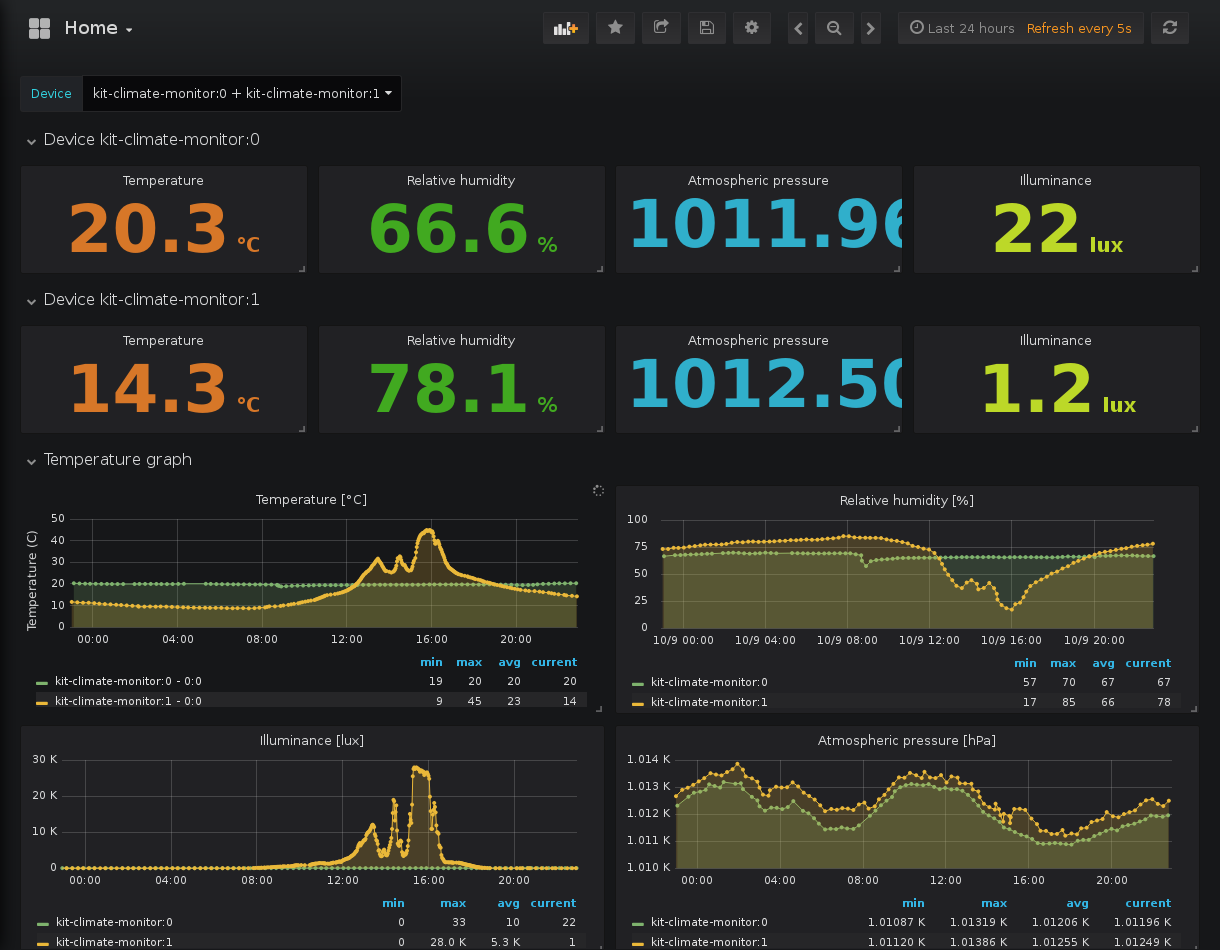 Home
Last 24 hours Refresh every 5s
Device kit-climate-monitor:0 + kit-climate-monitor:1
Device kit-climate-monitor:0
Temperature Relative humidity Atmospheric pressure Illuminance
20.3 °C 66.6 % 1011.96 22 lux
Device kit-climate-monitor:1
Temperature Relative humidity Atmospheric pressure Illuminance
14.3 °C 78.1 % 1012.50 1.2 lux
Temperature graph
Temperature [°C]
Temperature (C)
50
40
30
20
10
0
00:00 04:00 08:00 12:00 16:00 20:00
min max avg current
kit-climate-monitor:0 - 0:0 19 20 20 20
kit-climate-monitor:1 - 0:0 9 45 23 14
Relative humidity [%]
100
75
50
25
0
10/9 00:00 10/9 04:00 10/9 08:00 10/9 12:00 10/9 16:00 10/9 20:00
min max avg current
kit-climate-monitor:0 57 70 67 67
kit-climate-monitor:1 17 85 66 78
Illuminance [lux]
30 K
20 K
10 K
0
00:00 04:00 08:00 12:00 16:00 20:00
min max avg current
kit-climate-monitor:0 0 33 10 22
kit-climate-monitor:1 0 28.0 K 5.3 K 1
Atmospheric pressure [hPa]
1.014 K
1.013 K
1.012 K
1.011 K
1.010 K
00:00 04:00 08:00 12:00 16:00 20:00
min max avg current
kit-climate-monitor:0 1.01087 K 1.01319 K 1.01206 K 1.01196 K
kit-climate-monitor:1 1.01120 K 1.01386 K 1.01255 K 1.01249 K